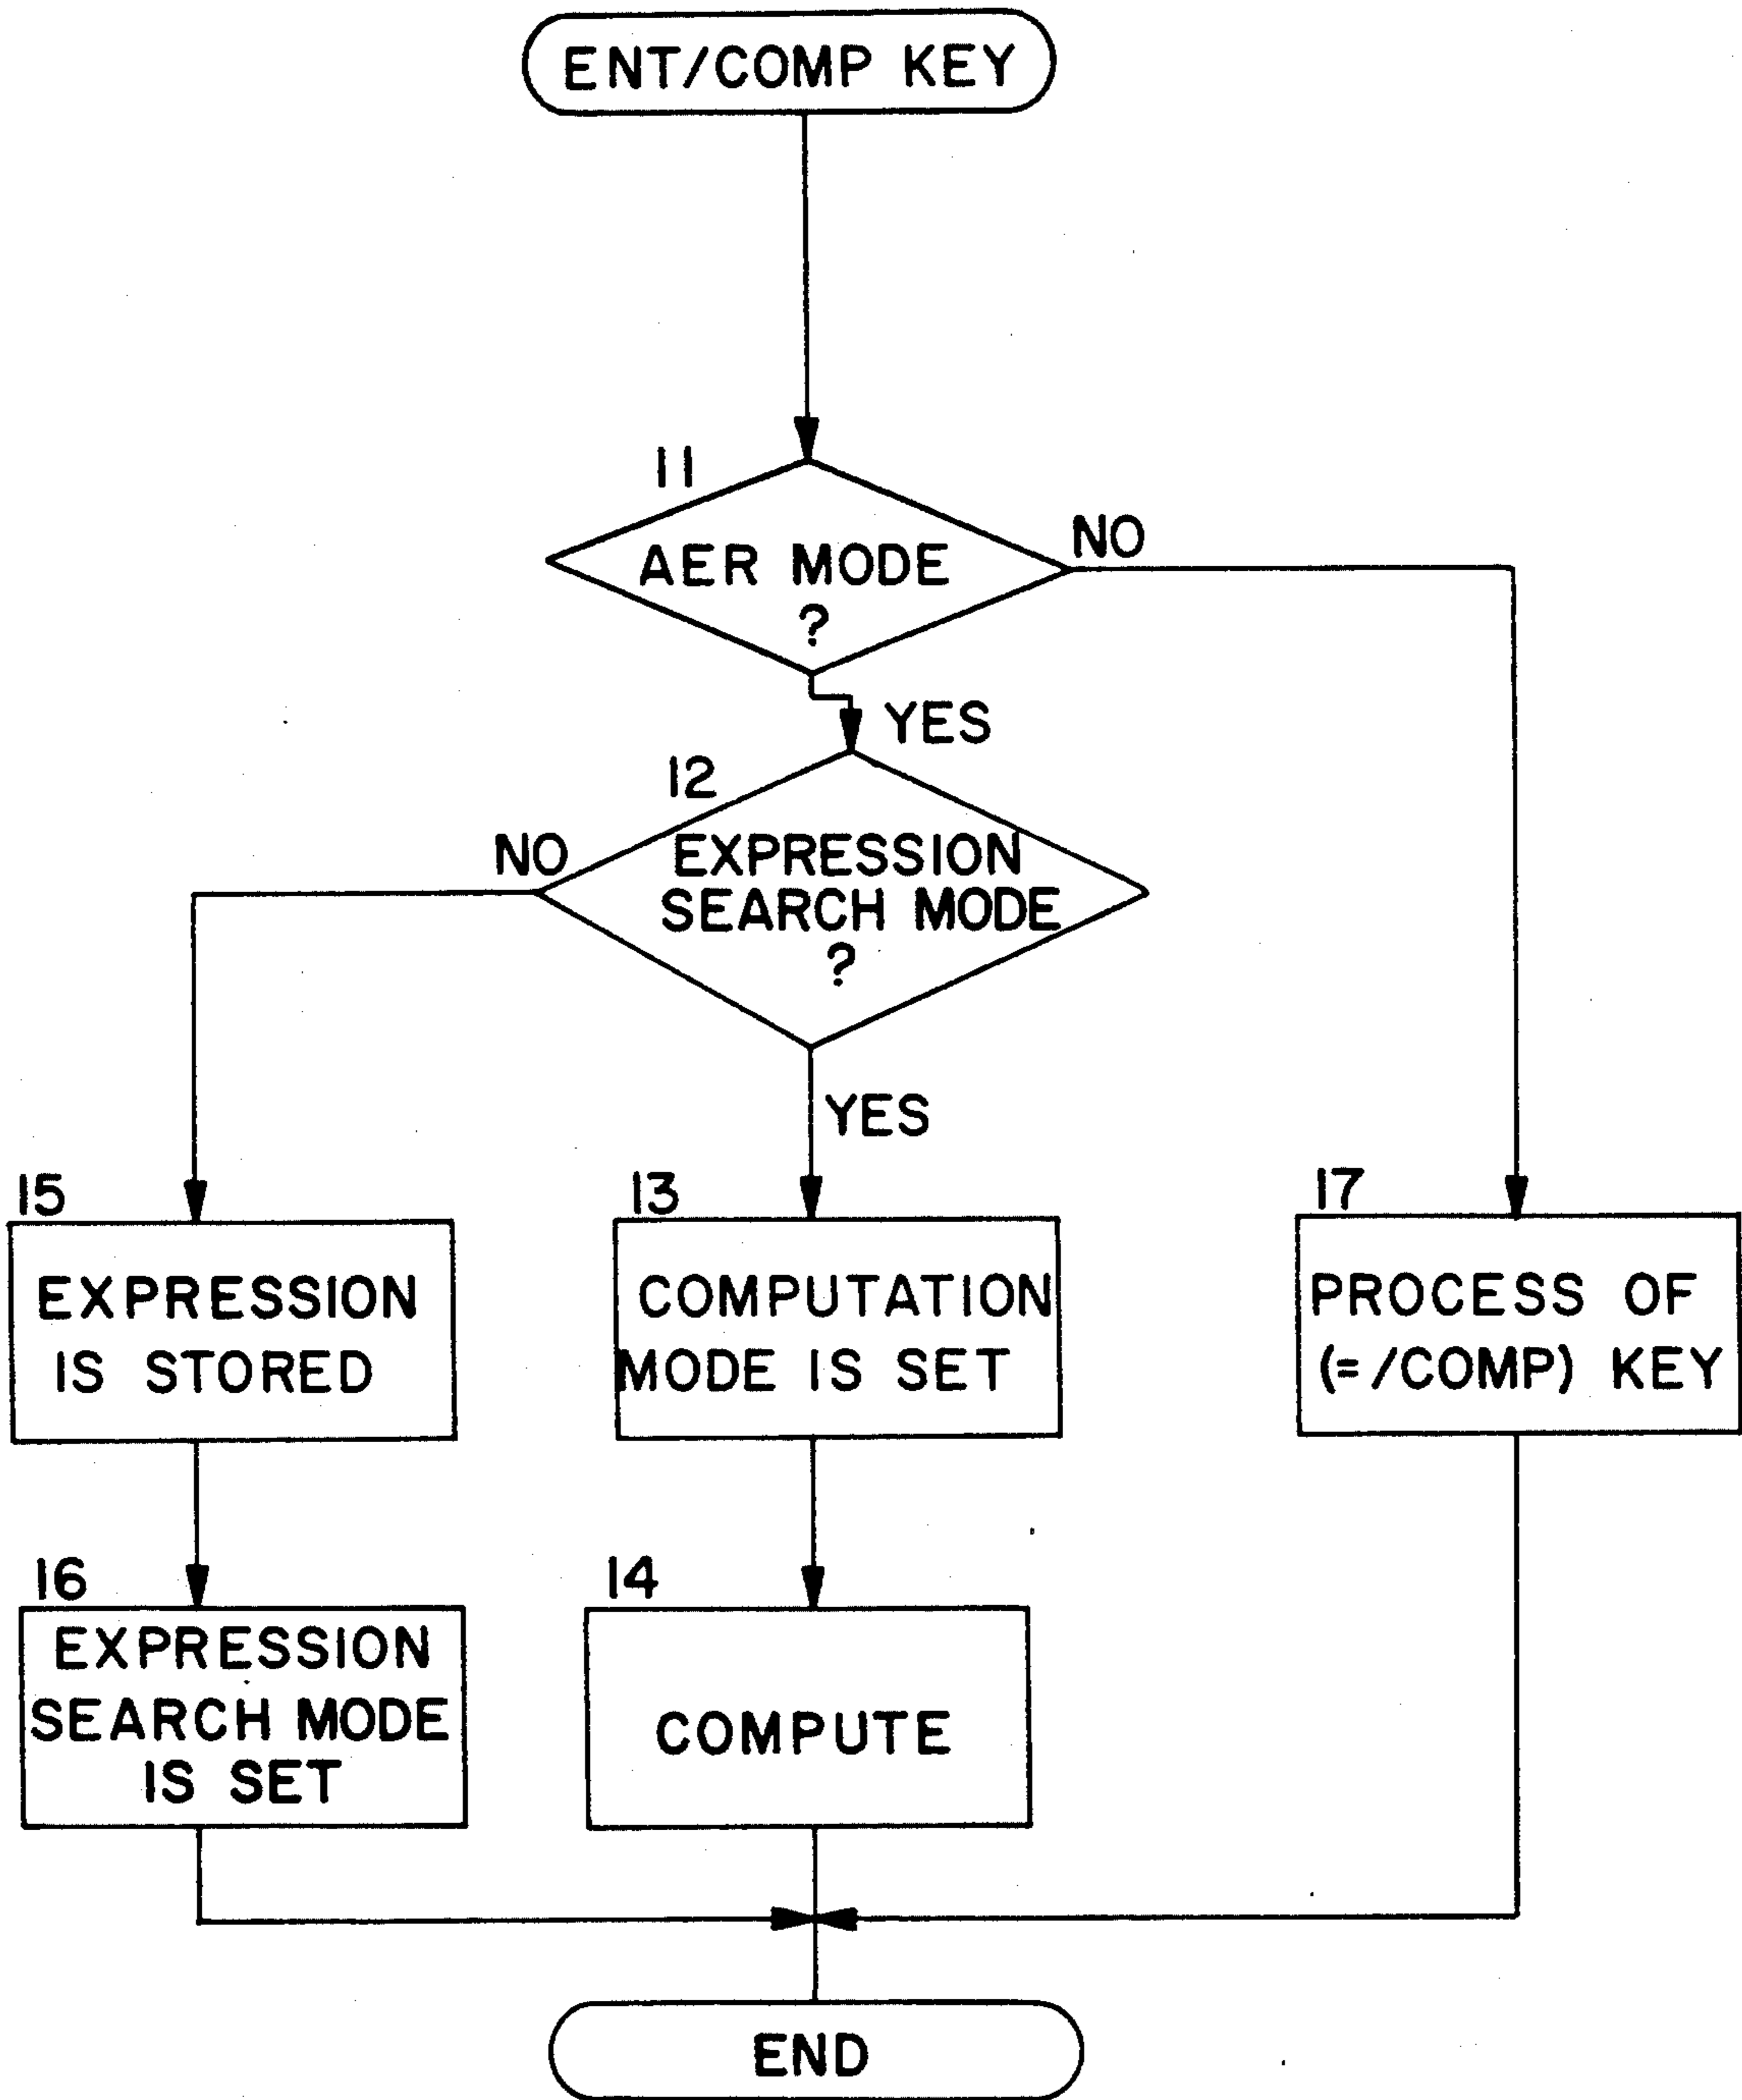 ENT/COMP KEY
11
AER MODE
?
NO
YES
12
EXPRESSION
SEARCH MODE
?
NO
YES
15
EXPRESSION
IS STORED
13
COMPUTATION
MODE IS SET
17
PROCESS OF
(=/COMP) KEY
16
EXPRESSION
SEARCH MODE
IS SET
14
COMPUTE
END